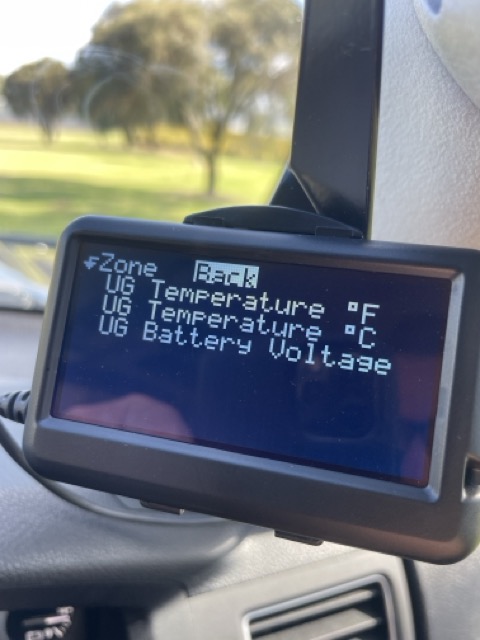 Zone Back
UG Temperature °F
UG Temperature °C
UG Battery Voltage